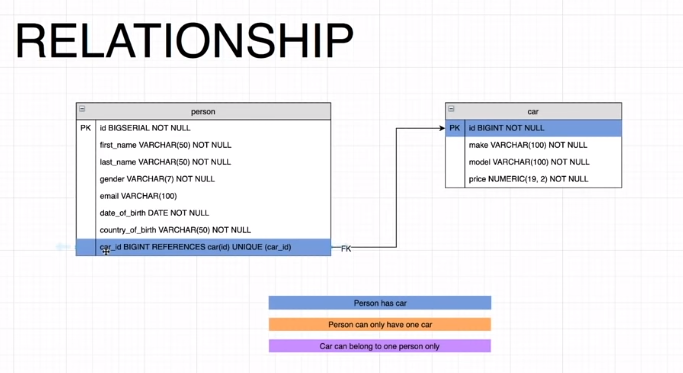 RELATIONSHIP
person
PK id BIGSERIAL NOT NULL
first_name VARCHAR(50) NOT NULL
last_name VARCHAR(50) NOT NULL
gender VARCHAR(7) NOT NULL
email VARCHAR(100)
date_of_birth DATE NOT NULL
country_of_birth VARCHAR(50) NOT NULL
car_id BIGINT REFERENCES car(id) UNIQUE (car_id)
FK
car
PK id BIGINT NOT NULL
make VARCHAR(100) NOT NULL
model VARCHAR(100) NOT NULL
price NUMERIC(19, 2) NOT NULL
Person has car
Person can only have one car
Car can belong to one person only